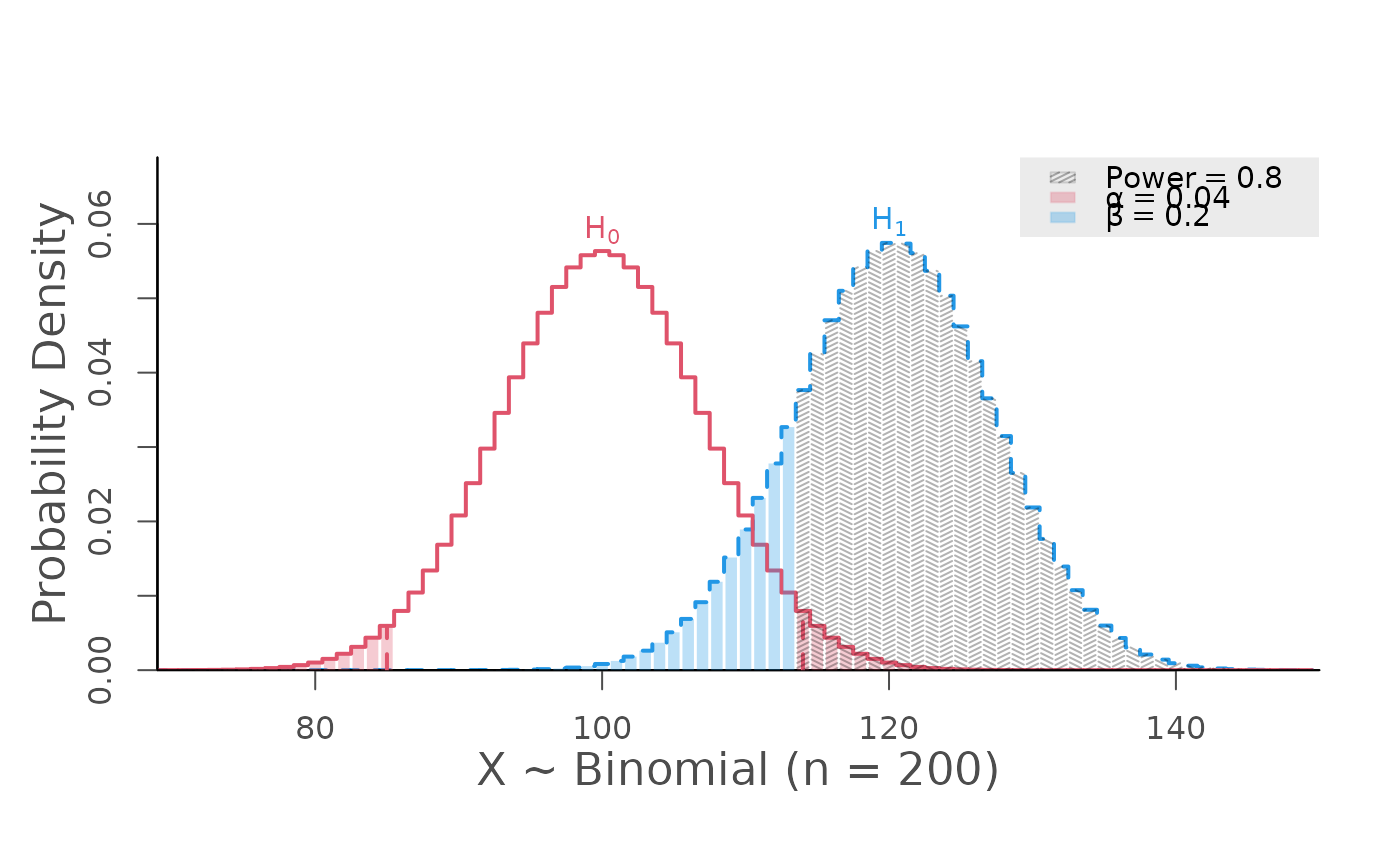 Power = 0.8
α = 0.04
β = 0.2
H₀
H₁
Probability Density
0.06
0.04
0.02
0.00
80 100 120 140
X ~ Binomial (n = 200)